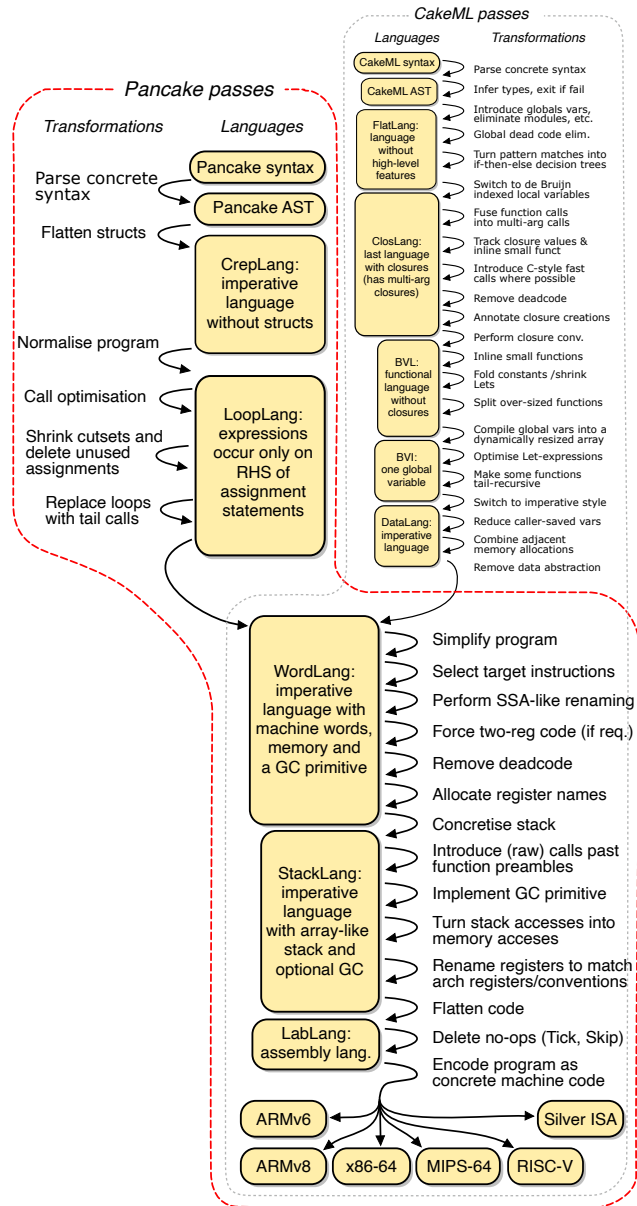 CakeML passes
Languages
Transformations
CakeML syntax
Parse concrete syntax
CakeML AST
Infer types, exit if fail
Introduce globals vars,
eliminate modules, etc.
FlatLang:
language
without
high-level
features
Global dead code elim.
Turn pattern matches into
if-then-else decision trees
Switch to de Bruijn
indexed local variables
Fuse function calls
into multi-arg calls
ClosLang:
last language
with closures
(has multi-arg
closures)
Track closure values &
inline small funct
Introduce C-style fast
calls where possible
Remove deadcode
Annotate closure creations
Perform closure conv.
BVL:
functional
language
without
closures
Inline small functions
Fold constants /shrink
Lets
Split over-sized functions
Compile global vars into a
dynamically resized array
BVI:
one global
variable
Optimise Let-expressions
Make some functions
tail-recursive
Switch to imperative style
DataLang:
imperative
language
Reduce caller-saved vars
Combine adjacent
memory allocations
Remove data abstraction
Pancake passes
Transformations
Languages
Pancake syntax
Parse concrete
syntax
Pancake AST
Flatten structs
CrepLang:
imperative
language
without structs
Normalise program
Call optimisation
LoopLang:
expressions
occur only on
RHS of
assignment
statements
Shrink cutsets and
delete unused
assignments
Replace loops
with tail calls
WordLang:
imperative
language with
machine words,
memory and
a GC primitive
Simplify program
Select target instructions
Perform SSA-like renaming
Force two-reg code (if req.)
Remove deadcode
Allocate register names
Concretise stack
StackLang:
imperative
language
with array-like
stack and
optional GC
Introduce (raw) calls past
function preambles
Implement GC primitive
Turn stack accesses into
memory acceses
Rename registers to match
arch registers/conventions
Flatten code
LabLang:
assembly lang.
Delete no-ops (Tick, Skip)
Encode program as
concrete machine code
ARMv6
Silver ISA
ARMv8
x86-64
MIPS-64
RISC-V